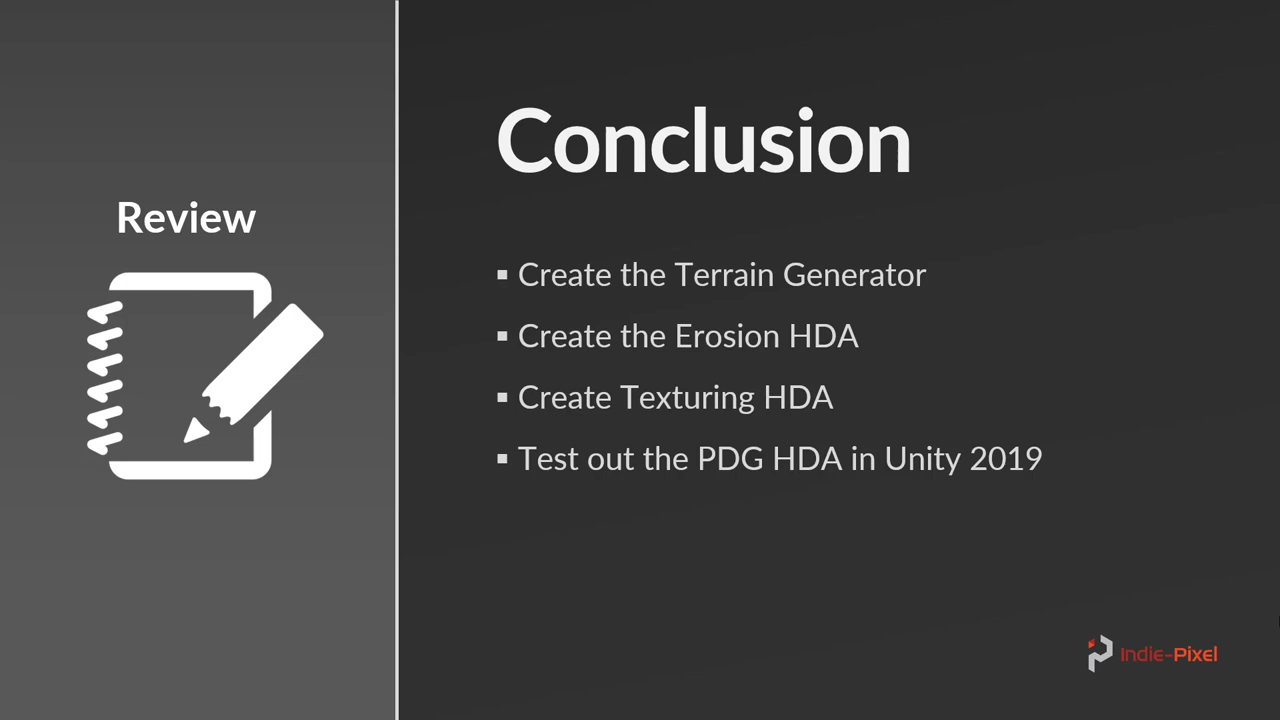 Review
Conclusion
▪ Create the Terrain Generator
▪ Create the Erosion HDA
▪ Create Texturing HDA
▪ Test out the PDG HDA in Unity 2019
Indie-Pixel